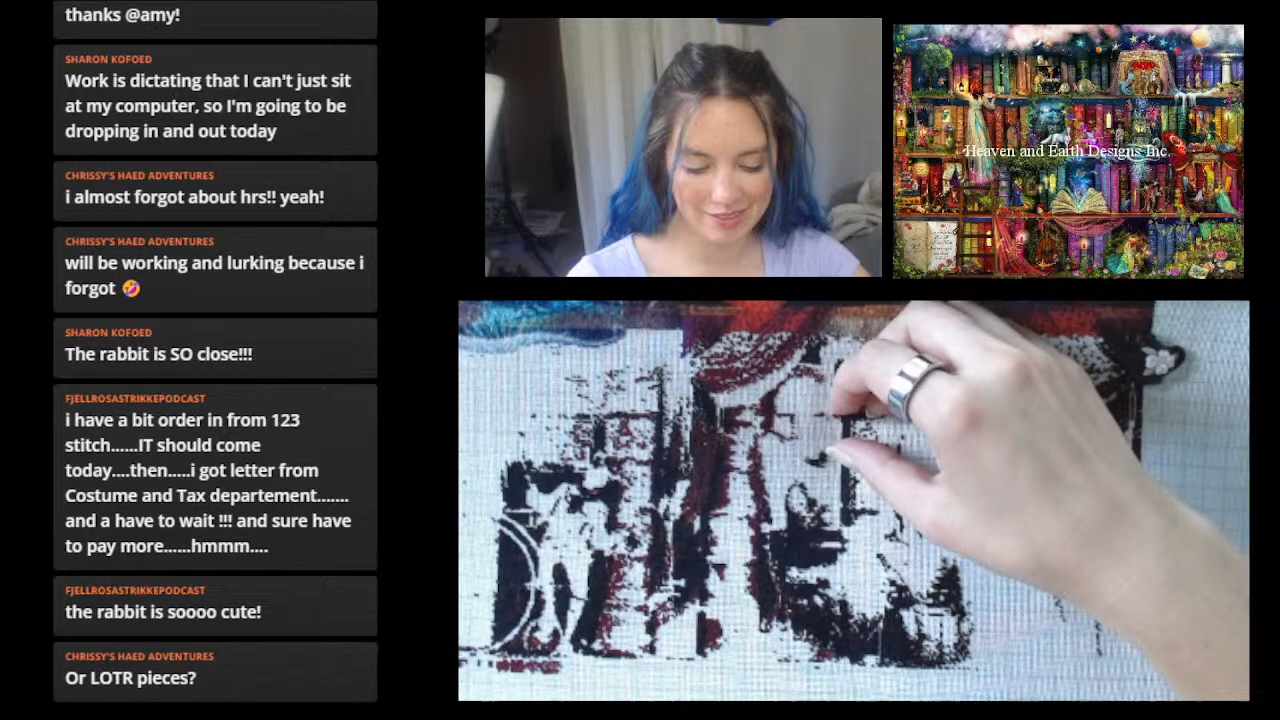 thanks @amy!
SHARON KOFOED
Work is dictating that I can't just sit
at my computer, so I'm going to be
dropping in and out today
CHRISSY'S HAED ADVENTURES
i almost forgot about hrs!! yeah!
CHRISSY'S HAED ADVENTURES
will be working and lurking because i
forgot 🤣
SHARON KOFOED
The rabbit is SO close!!!
FJELLROSASTRIKKEPODCAST
i have a bit order in from 123
stitch......IT should come
today....then.....i got letter from
Costume and Tax departement.......
and a have to wait !!! and sure have
to pay more......hmmm....
FJELLROSASTRIKKEPODCAST
the rabbit is soooo cute!
CHRISSY'S HAED ADVENTURES
Or LOTR pieces?
Heaven and Earth Designs Inc.